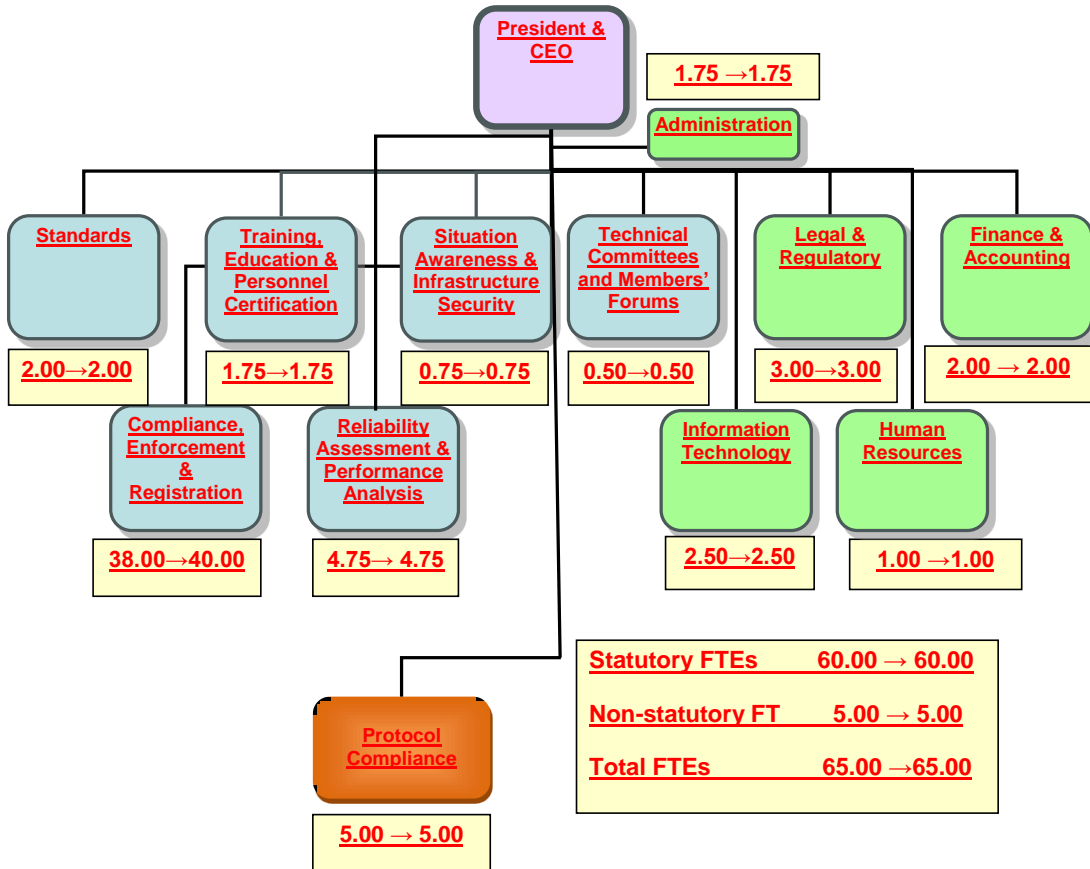 President &
CEO
1.75 →1.75
Administration
Standards
Training,
Education &
Personnel
Certification
Situation
Awareness &
Infrastructure
Security
Technical
Committees
and Members’
Forums
Legal &
Regulatory
Finance &
Accounting
2.00→2.00
1.75→1.75
0.75→0.75
0.50→0.50
3.00→3.00
2.00 → 2.00
Compliance,
Enforcement
&
Registration
Reliability
Assessment &
Performance
Analysis
Information
Technology
Human
Resources
38.00→40.00
4.75→ 4.75
2.50→2.50
1.00 →1.00
Protocol
Compliance
5.00 → 5.00
Statutory FTEs 60.00 → 60.00
Non-statutory FT 5.00 → 5.00
Total FTEs 65.00 →65.00